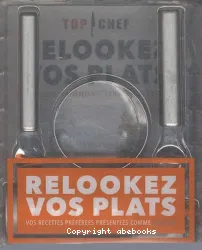 TOP CHEF
RELOOKEZ
VOS PLATS
RELOOKEZ
VOS PLATS
VOS RECETTES PRÉFÉRÉES PRÉSENTÉES COMME
Copyright abebooks